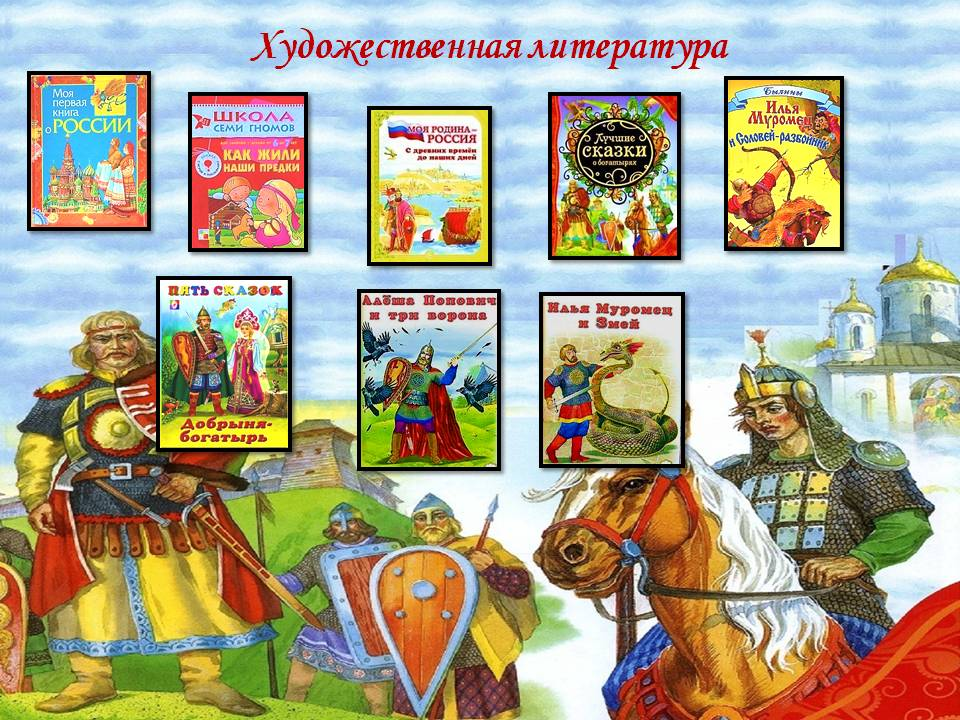 Художественная литература
Моя
первая
книга
о РОССИИ
ШКОЛА
СЕМИ ГНОМОВ
КАК ЖИЛИ
НАШИ ПРЕДКИ
МОЯ РОДИНА –
РОССИЯ
С древних времён
до наших дней
Лучшие
сказки
о богатырях
Былины
Илья
Муромец
и Соловей-разбойник
ПЯТЬ СКАЗОК
Добрыня-
богатырь
Алёша Попович
и три ворона
Илья Муромец
и Змей